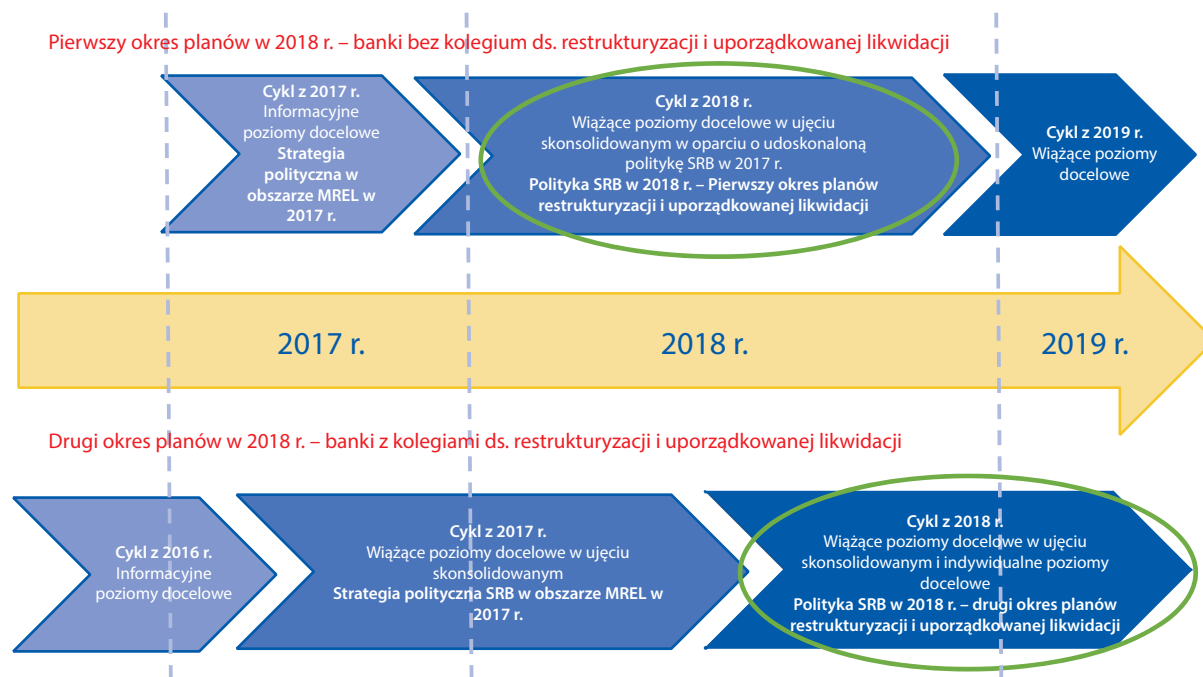 Pierwszy okres planów w 2018 r. – banki bez kolegium ds. restrukturyzacji i uporządkowanej likwidacji
Cykl z 2017 r.
Informacyjne
poziomy docelowe
Strategia
polityczna w
obszarze MREL w
2017 r.
Cykl z 2018 r.
Wiążące poziomy docelowe w ujęciu
skonsolidowanym w oparciu o udoskonaloną
politykę SRB w 2017 r.
Polityka SRB w 2018 r. – Pierwszy okres planów
restrukturyzacji i uporządkowanej likwidacji
Cykl z 2019 r.
Wiążące poziomy
docelowe
2017 r.
2018 r.
2019 r.
Drugi okres planów w 2018 r. – banki z kolegiami ds. restrukturyzacji i uporządkowanej likwidacji
Cykl z 2016 r.
Informacyjne
poziomy docelowe
Cykl z 2017 r.
Wiążące poziomy docelowe w ujęciu
skonsolidowanym
Strategia polityczna SRB w obszarze MREL w
2017 r.
Cykl z 2018 r.
Wiążące poziomy docelowe w ujęciu
skonsolidowanym i indywidualne poziomy
docelowe
Polityka SRB w 2018 r. – drugi okres planów
restrukturyzacji i uporządkowanej likwidacji